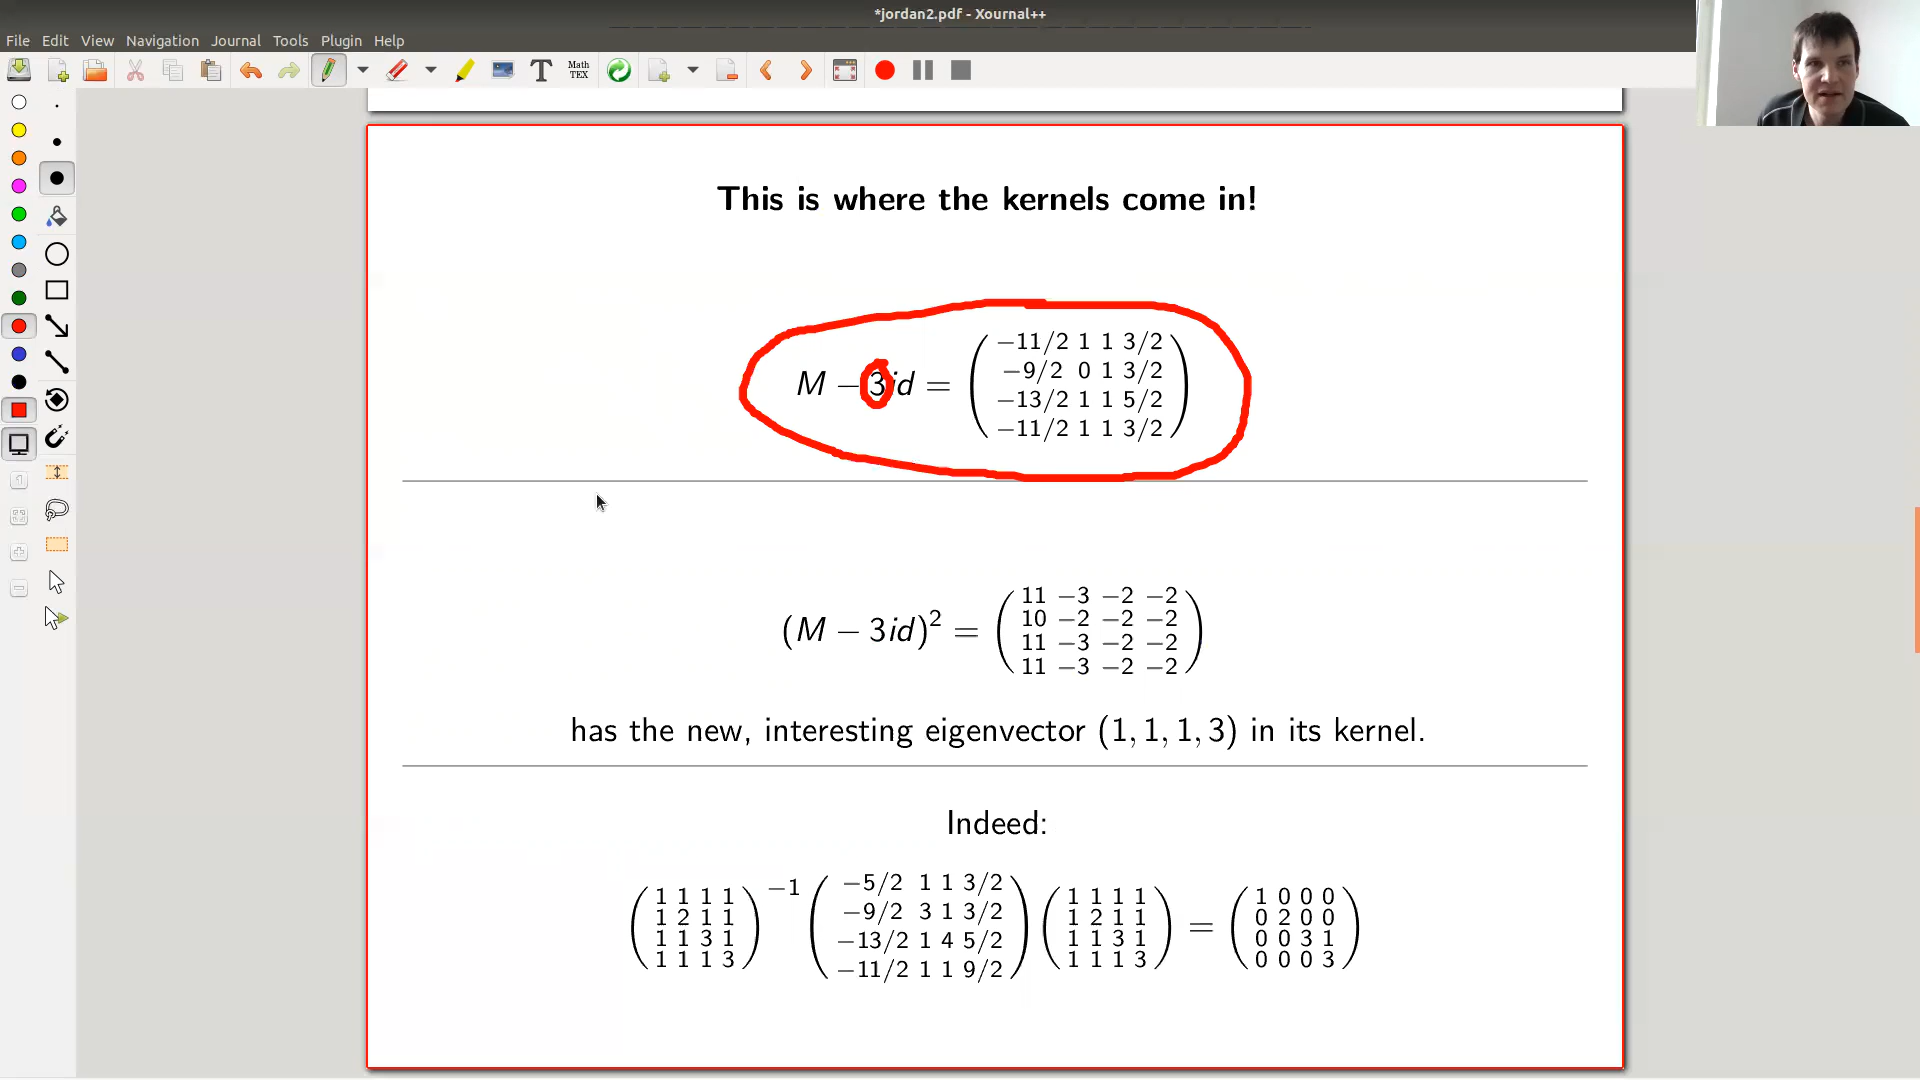 *jordan2.pdf - Xournal++
File Edit View Navigation Journal Tools Plugin Help
Math
TEX
This is where the kernels come in!
M − 3id = ( −11/2 1 1 3/2
−9/2 0 1 3/2
−13/2 1 1 5/2
−11/2 1 1 3/2 )
(M − 3id)² = ( 11 −3 −2 −2
10 −2 −2 −2
11 −3 −2 −2
11 −3 −2 −2 )
has the new, interesting eigenvector (1, 1, 1, 3) in its kernel.
Indeed:
( 1 1 1 1
1 2 1 1
1 1 3 1
1 1 1 3 )⁻¹
( −5/2 1 1 3/2
−9/2 3 1 3/2
−13/2 1 4 5/2
−11/2 1 1 9/2 )
( 1 1 1 1
1 2 1 1
1 1 3 1
1 1 1 3 )
= ( 1 0 0 0
0 2 0 0
0 0 3 1
0 0 0 3 )